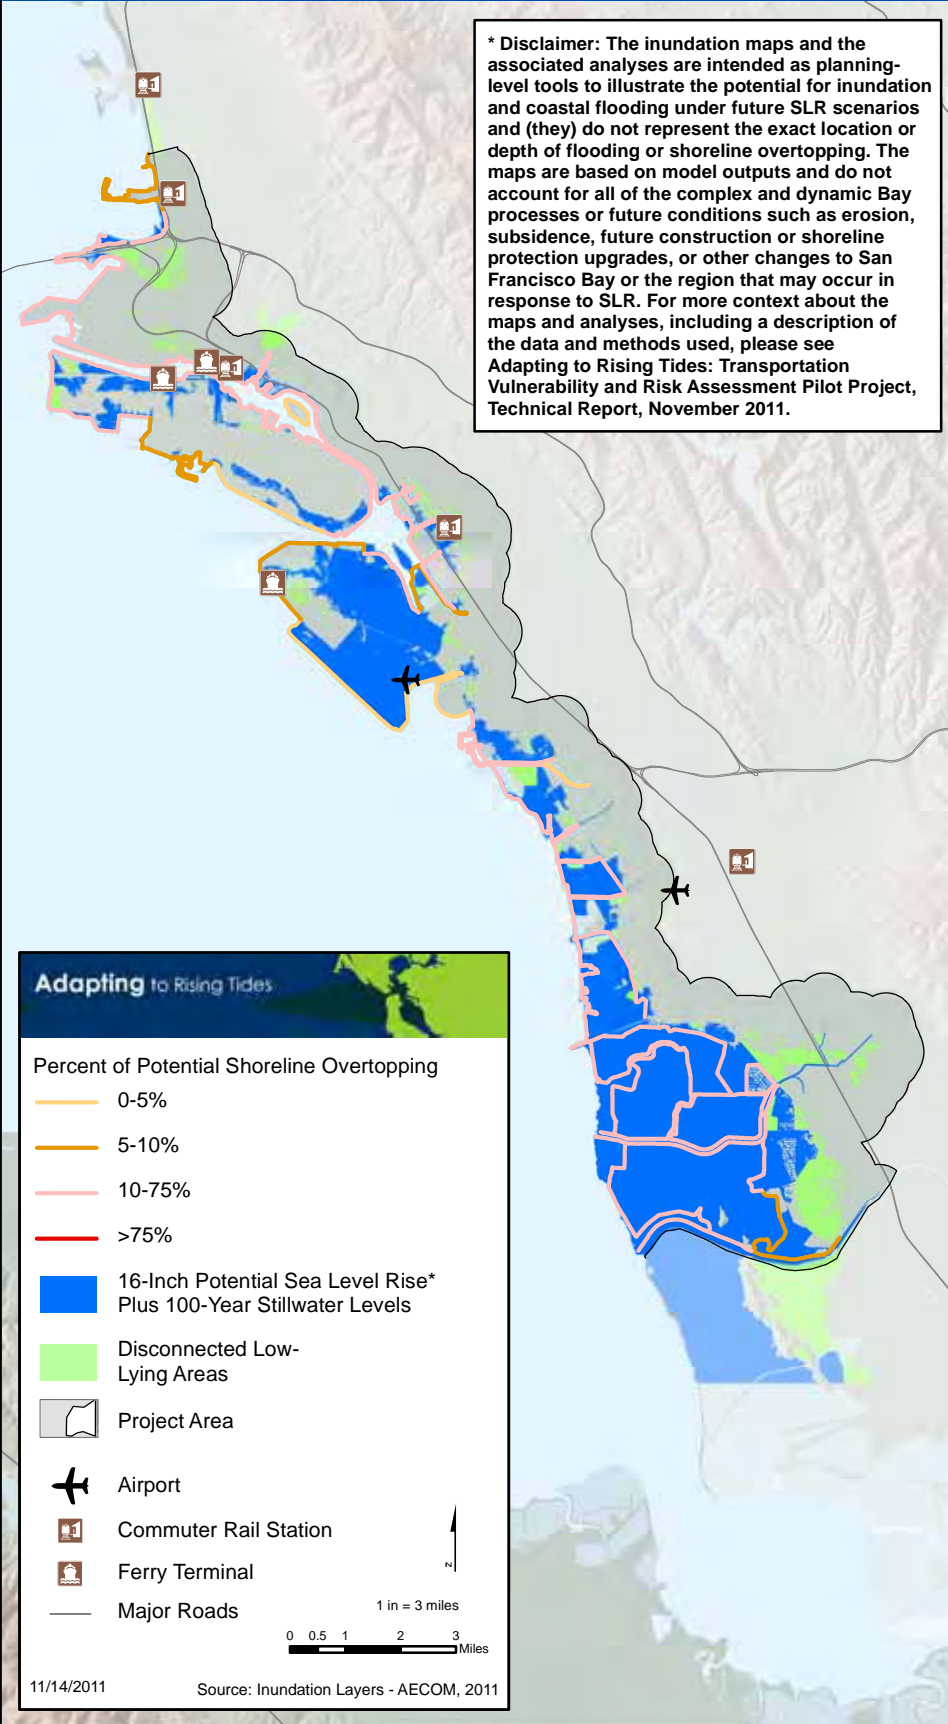 * Disclaimer: The inundation maps and the
associated analyses are intended as planning-
level tools to illustrate the potential for inundation
and coastal flooding under future SLR scenarios
and (they) do not represent the exact location or
depth of flooding or shoreline overtopping. The
maps are based on model outputs and do not
account for all of the complex and dynamic Bay
processes or future conditions such as erosion,
subsidence, future construction or shoreline
protection upgrades, or other changes to San
Francisco Bay or the region that may occur in
response to SLR. For more context about the
maps and analyses, including a description of
the data and methods used, please see
Adapting to Rising Tides: Transportation
Vulnerability and Risk Assessment Pilot Project,
Technical Report, November 2011.
Adapting to Rising Tides
Percent of Potential Shoreline Overtopping
0-5%
5-10%
10-75%
>75%
16-Inch Potential Sea Level Rise*
Plus 100-Year Stillwater Levels
Disconnected Low-
Lying Areas
Project Area
Airport
Commuter Rail Station
Ferry Terminal
Major Roads
N
1 in = 3 miles
0 0.5 1 2 3
Miles
11/14/2011
Source: Inundation Layers - AECOM, 2011